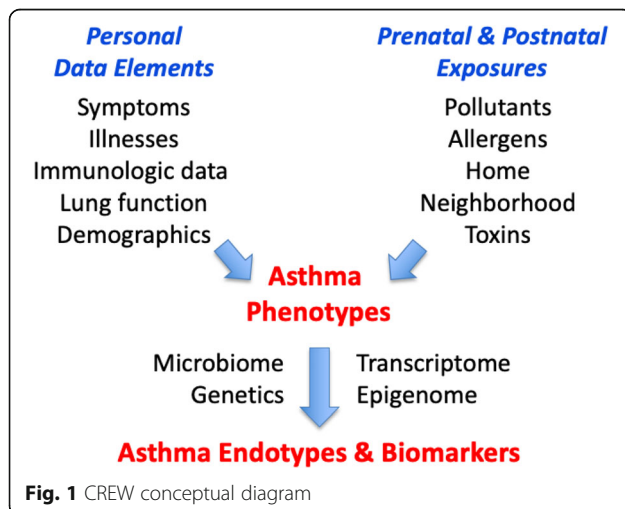 Personal
Data Elements
Symptoms
Illnesses
Immunologic data
Lung function
Demographics
Prenatal & Postnatal
Exposures
Pollutants
Allergens
Home
Neighborhood
Toxins
Asthma
Phenotypes
Microbiome
Genetics
Transcriptome
Epigenome
Asthma Endotypes & Biomarkers
Fig. 1 CREW conceptual diagram